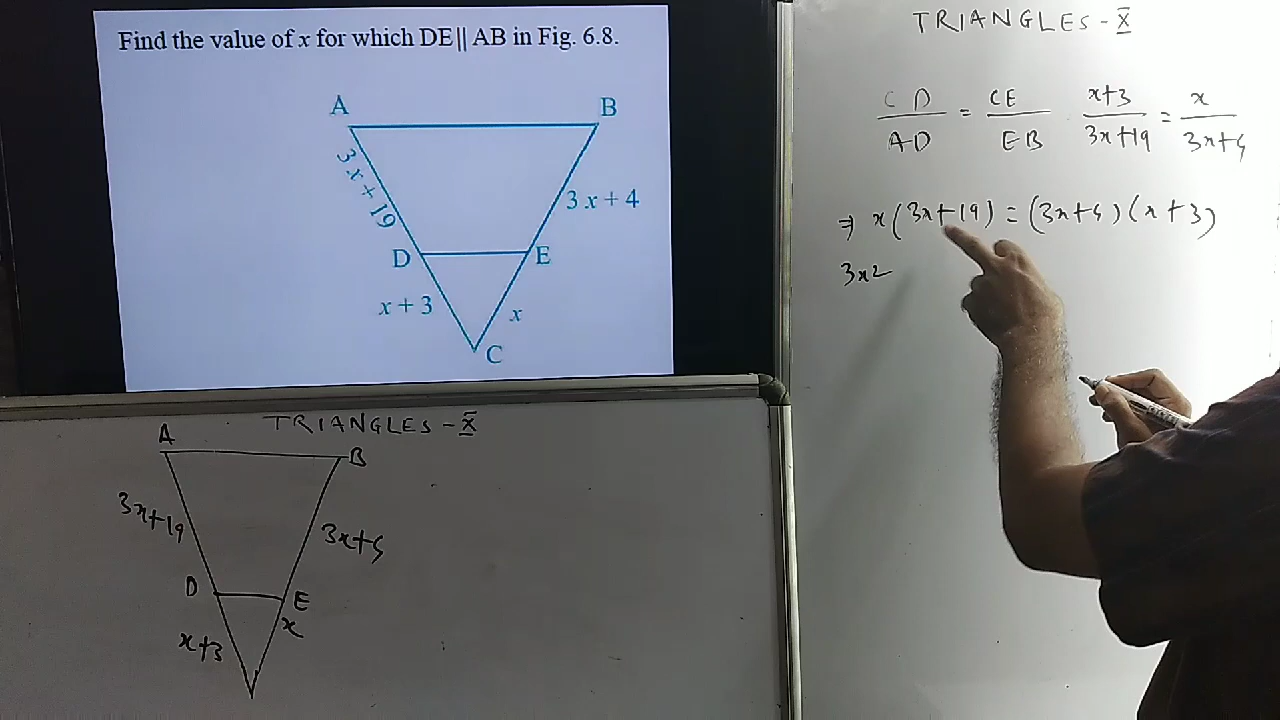 Find the value of x for which DE || AB in Fig. 6.8.
A
B
3x + 19
3x + 4
D
E
x + 3
x
C
TRIANGLES - X
CD/AD = CE/EB x+3/3x+19 = x/3x+4
⇒ x(3x+19) = (3x+4)(x+3)
3x²
TRIANGLES - X
A
B
3x+19
3x+4
D
E
x+3
x